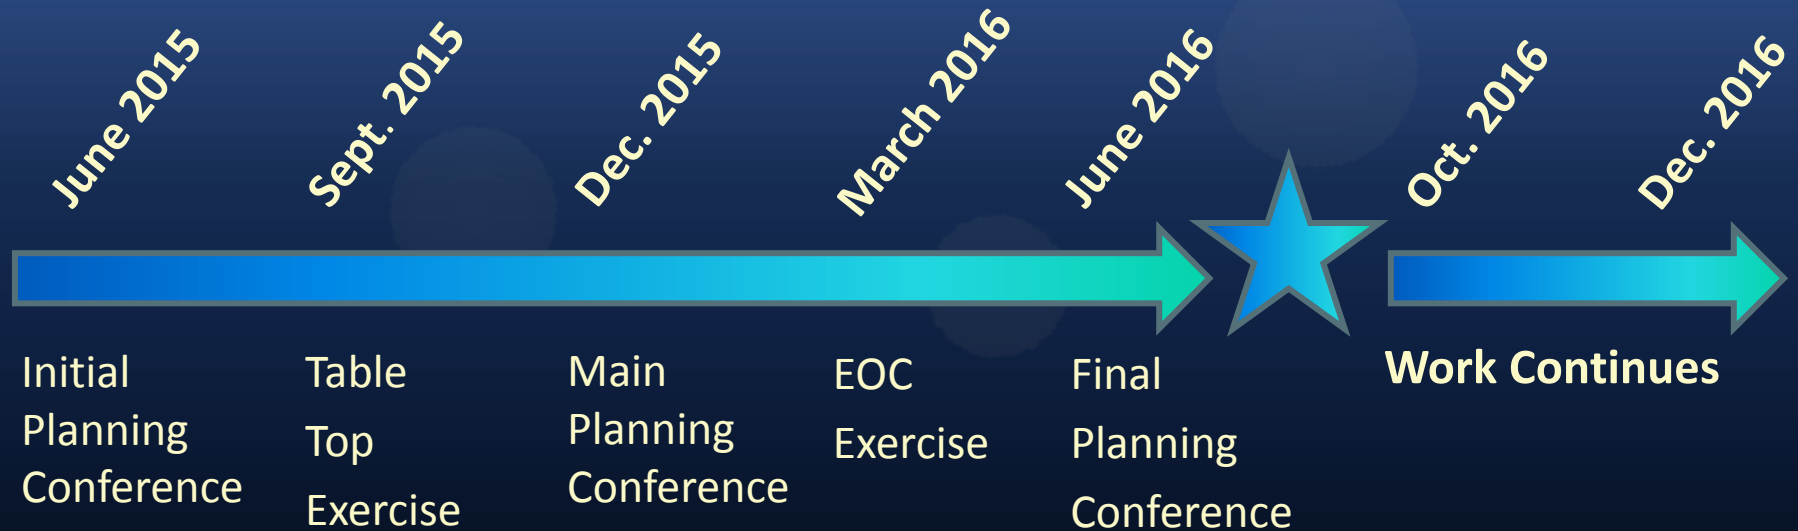 June 2015
Sept. 2015
Dec. 2015
March 2016
June 2016
Oct. 2016
Dec. 2016
Initial
Planning
Conference
Table
Top
Exercise
Main
Planning
Conference
EOC
Exercise
Final
Planning
Conference
Work Continues